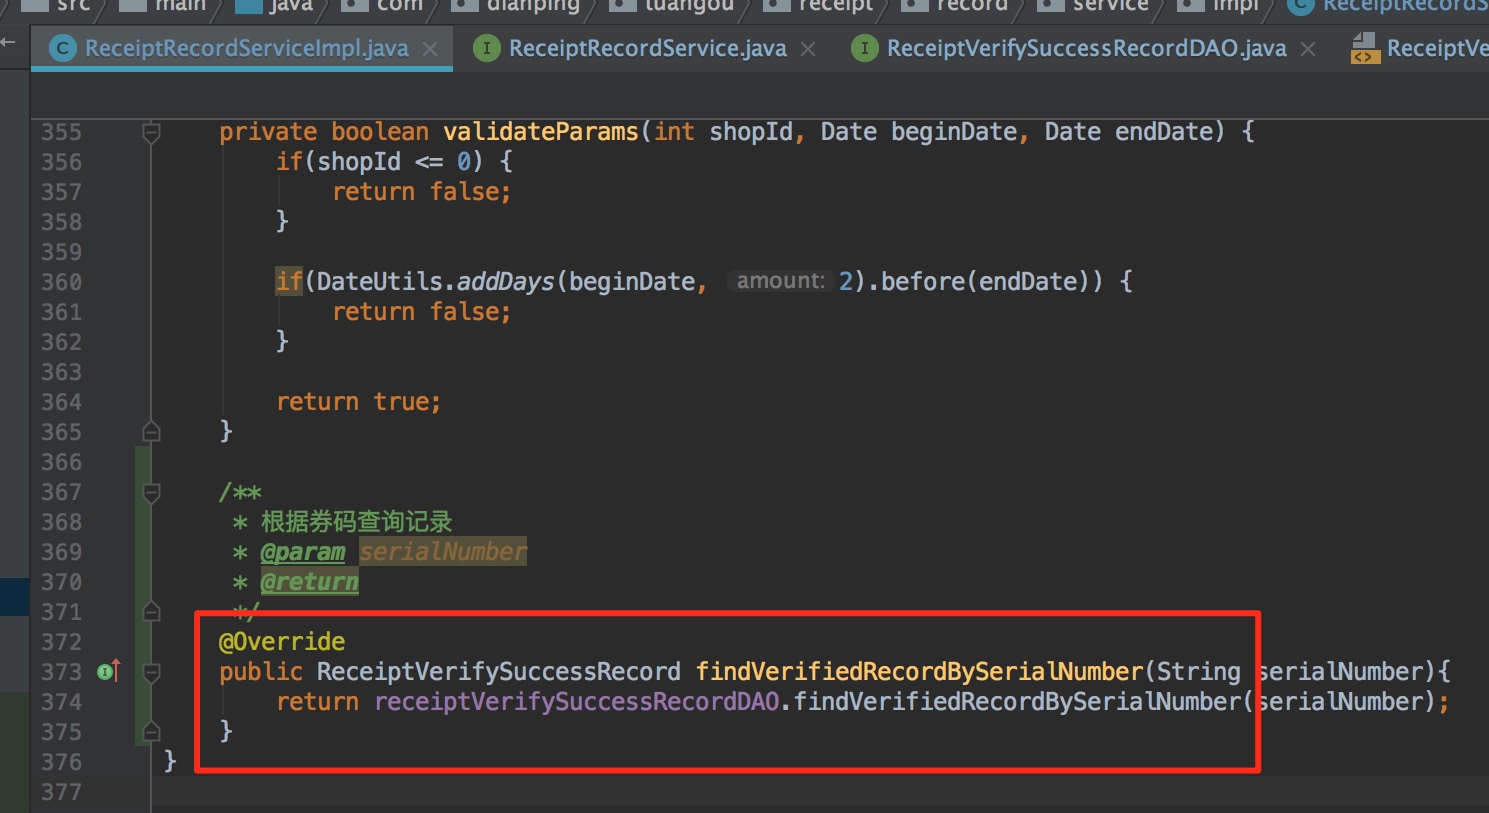 src main java com dianping tuangou receipt record service impl ReceiptRecordS
ReceiptRecordServiceImpl.java ReceiptRecordService.java ReceiptVerifySuccessRecordDAO.java ReceiptVe
355 private boolean validateParams(int shopId, Date beginDate, Date endDate) {
356 if(shopId <= 0) {
357 return false;
358 }
359
360 if(DateUtils.addDays(beginDate, amount: 2).before(endDate)) {
361 return false;
362 }
363
364 return true;
365 }
366
367 /**
368 * 根据券码查询记录
369 * @param serialNumber
370 * @return
371 */
372 @Override
373 public ReceiptVerifySuccessRecord findVerifiedRecordBySerialNumber(String serialNumber){
374 return receiptVerifySuccessRecordDAO.findVerifiedRecordBySerialNumber(serialNumber);
375 }
376 }
377